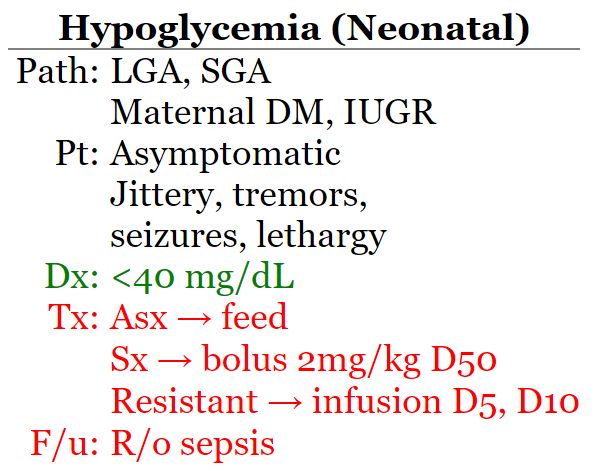 Hypoglycemia (Neonatal)
Path: LGA, SGA
Maternal DM, IUGR
Pt: Asymptomatic
Jittery, tremors,
seizures, lethargy
Dx: <40 mg/dL
Tx: Asx → feed
Sx → bolus 2mg/kg D50
Resistant → infusion D5, D10
F/u: R/o sepsis